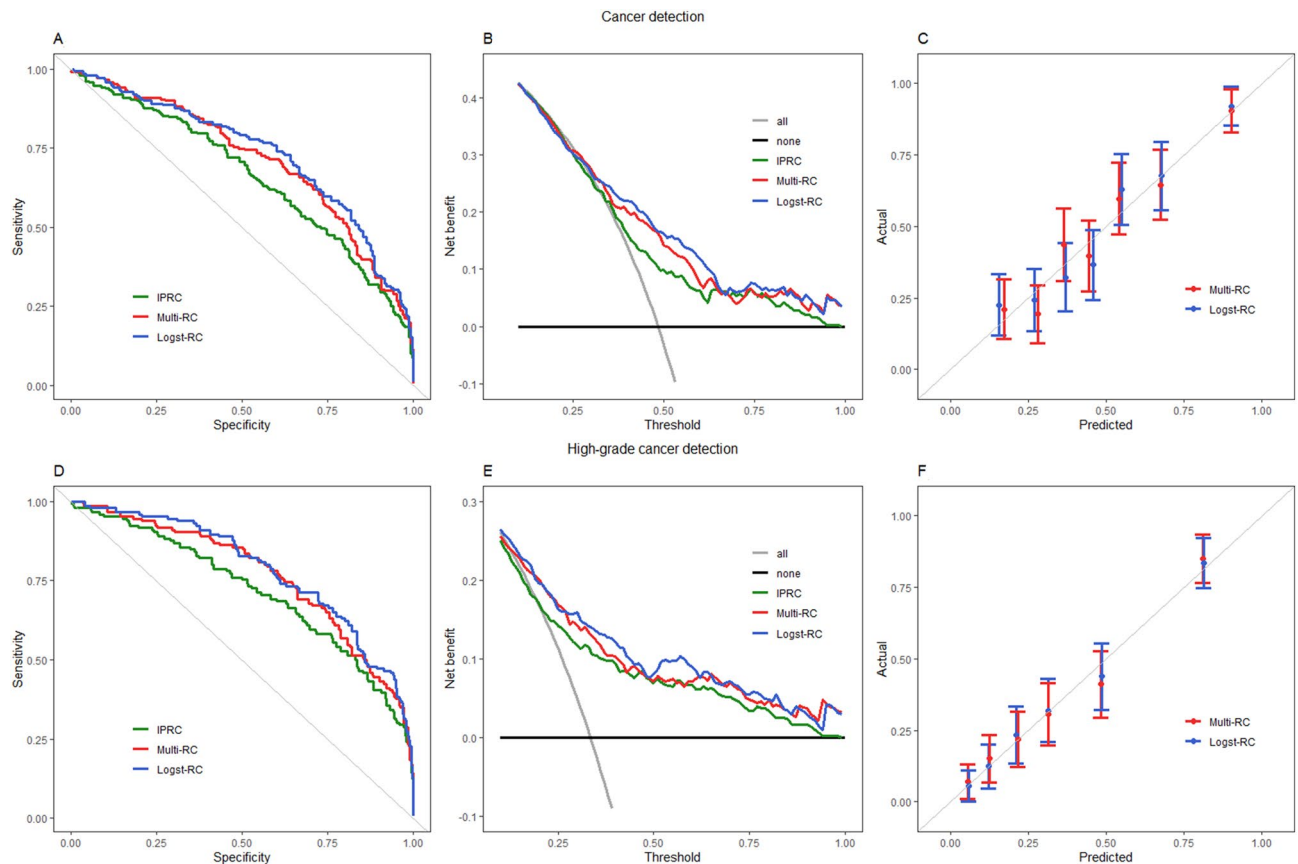 Cancer detection
A
1.00
0.75
0.50
0.25
0.00
Sensitivity
IPRC
Multi-RC
Logst-RC
0.00 0.25 0.50 0.75 1.00
Specificity
B
0.4
0.3
0.2
0.1
0.0
-0.1
Net benefit
all
none
IPRC
Multi-RC
Logst-RC
0.25 0.50 0.75 1.00
Threshold
C
1.00
0.75
0.50
0.25
0.00
Actual
Multi-RC
Logst-RC
0.00 0.25 0.50 0.75 1.00
Predicted
High-grade cancer detection
D
1.00
0.75
0.50
0.25
0.00
Sensitivity
IPRC
Multi-RC
Logst-RC
0.00 0.25 0.50 0.75 1.00
Specificity
E
0.3
0.2
0.1
0.0
-0.1
Net benefit
all
none
IPRC
Multi-RC
Logst-RC
0.25 0.50 0.75 1.00
Threshold
F
1.00
0.75
0.50
0.25
0.00
Actual
Multi-RC
Logst-RC
0.00 0.25 0.50 0.75 1.00
Predicted